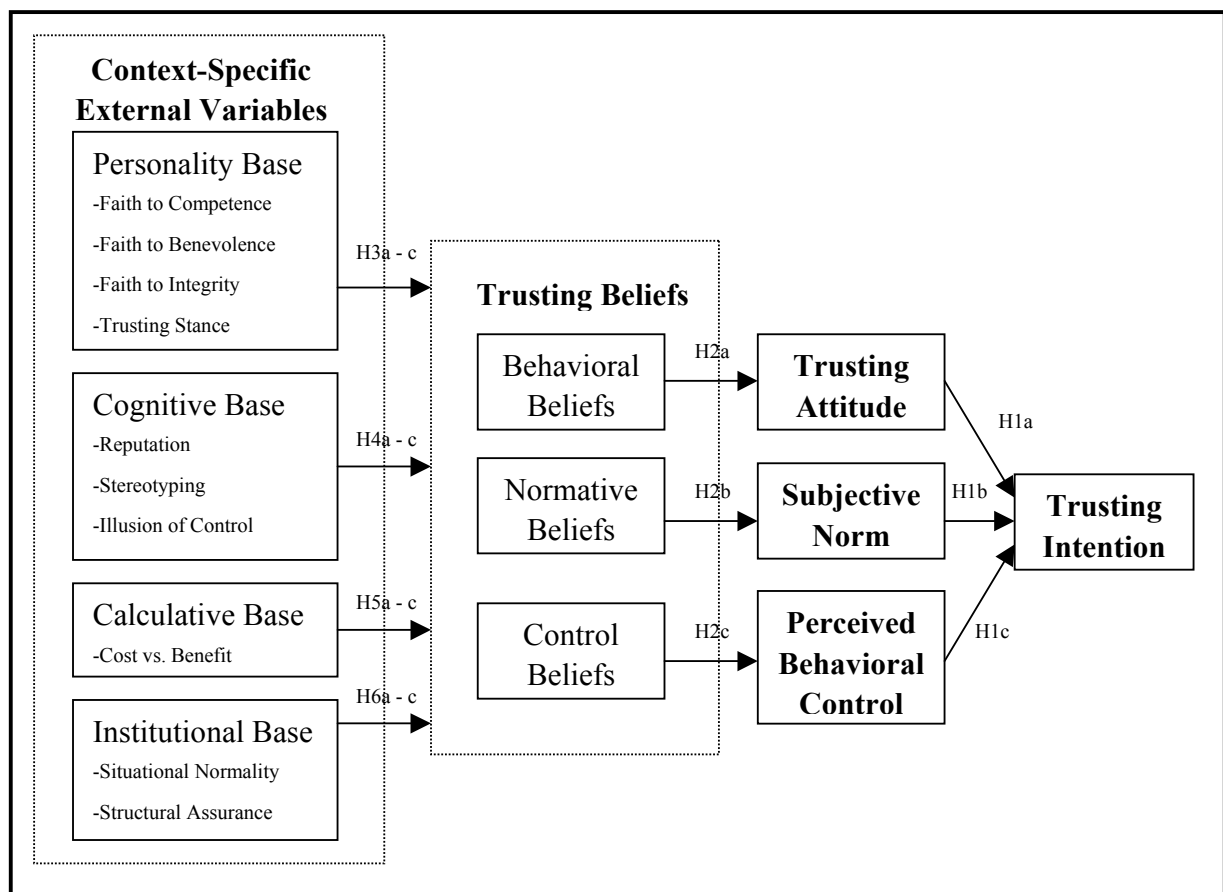 Context-Specific
External Variables
Personality Base
-Faith to Competence
-Faith to Benevolence
-Faith to Integrity
-Trusting Stance
H3a - c
Cognitive Base
-Reputation
-Stereotyping
-Illusion of Control
H4a - c
Calculative Base
-Cost vs. Benefit
H5a - c
Institutional Base
-Situational Normality
-Structural Assurance
H6a - c
Trusting Beliefs
Behavioral
Beliefs
H2a
Normative
Beliefs
H2b
Control
Beliefs
H2c
Trusting
Attitude
H1a
Subjective
Norm
H1b
Perceived
Behavioral
Control
H1c
Trusting
Intention